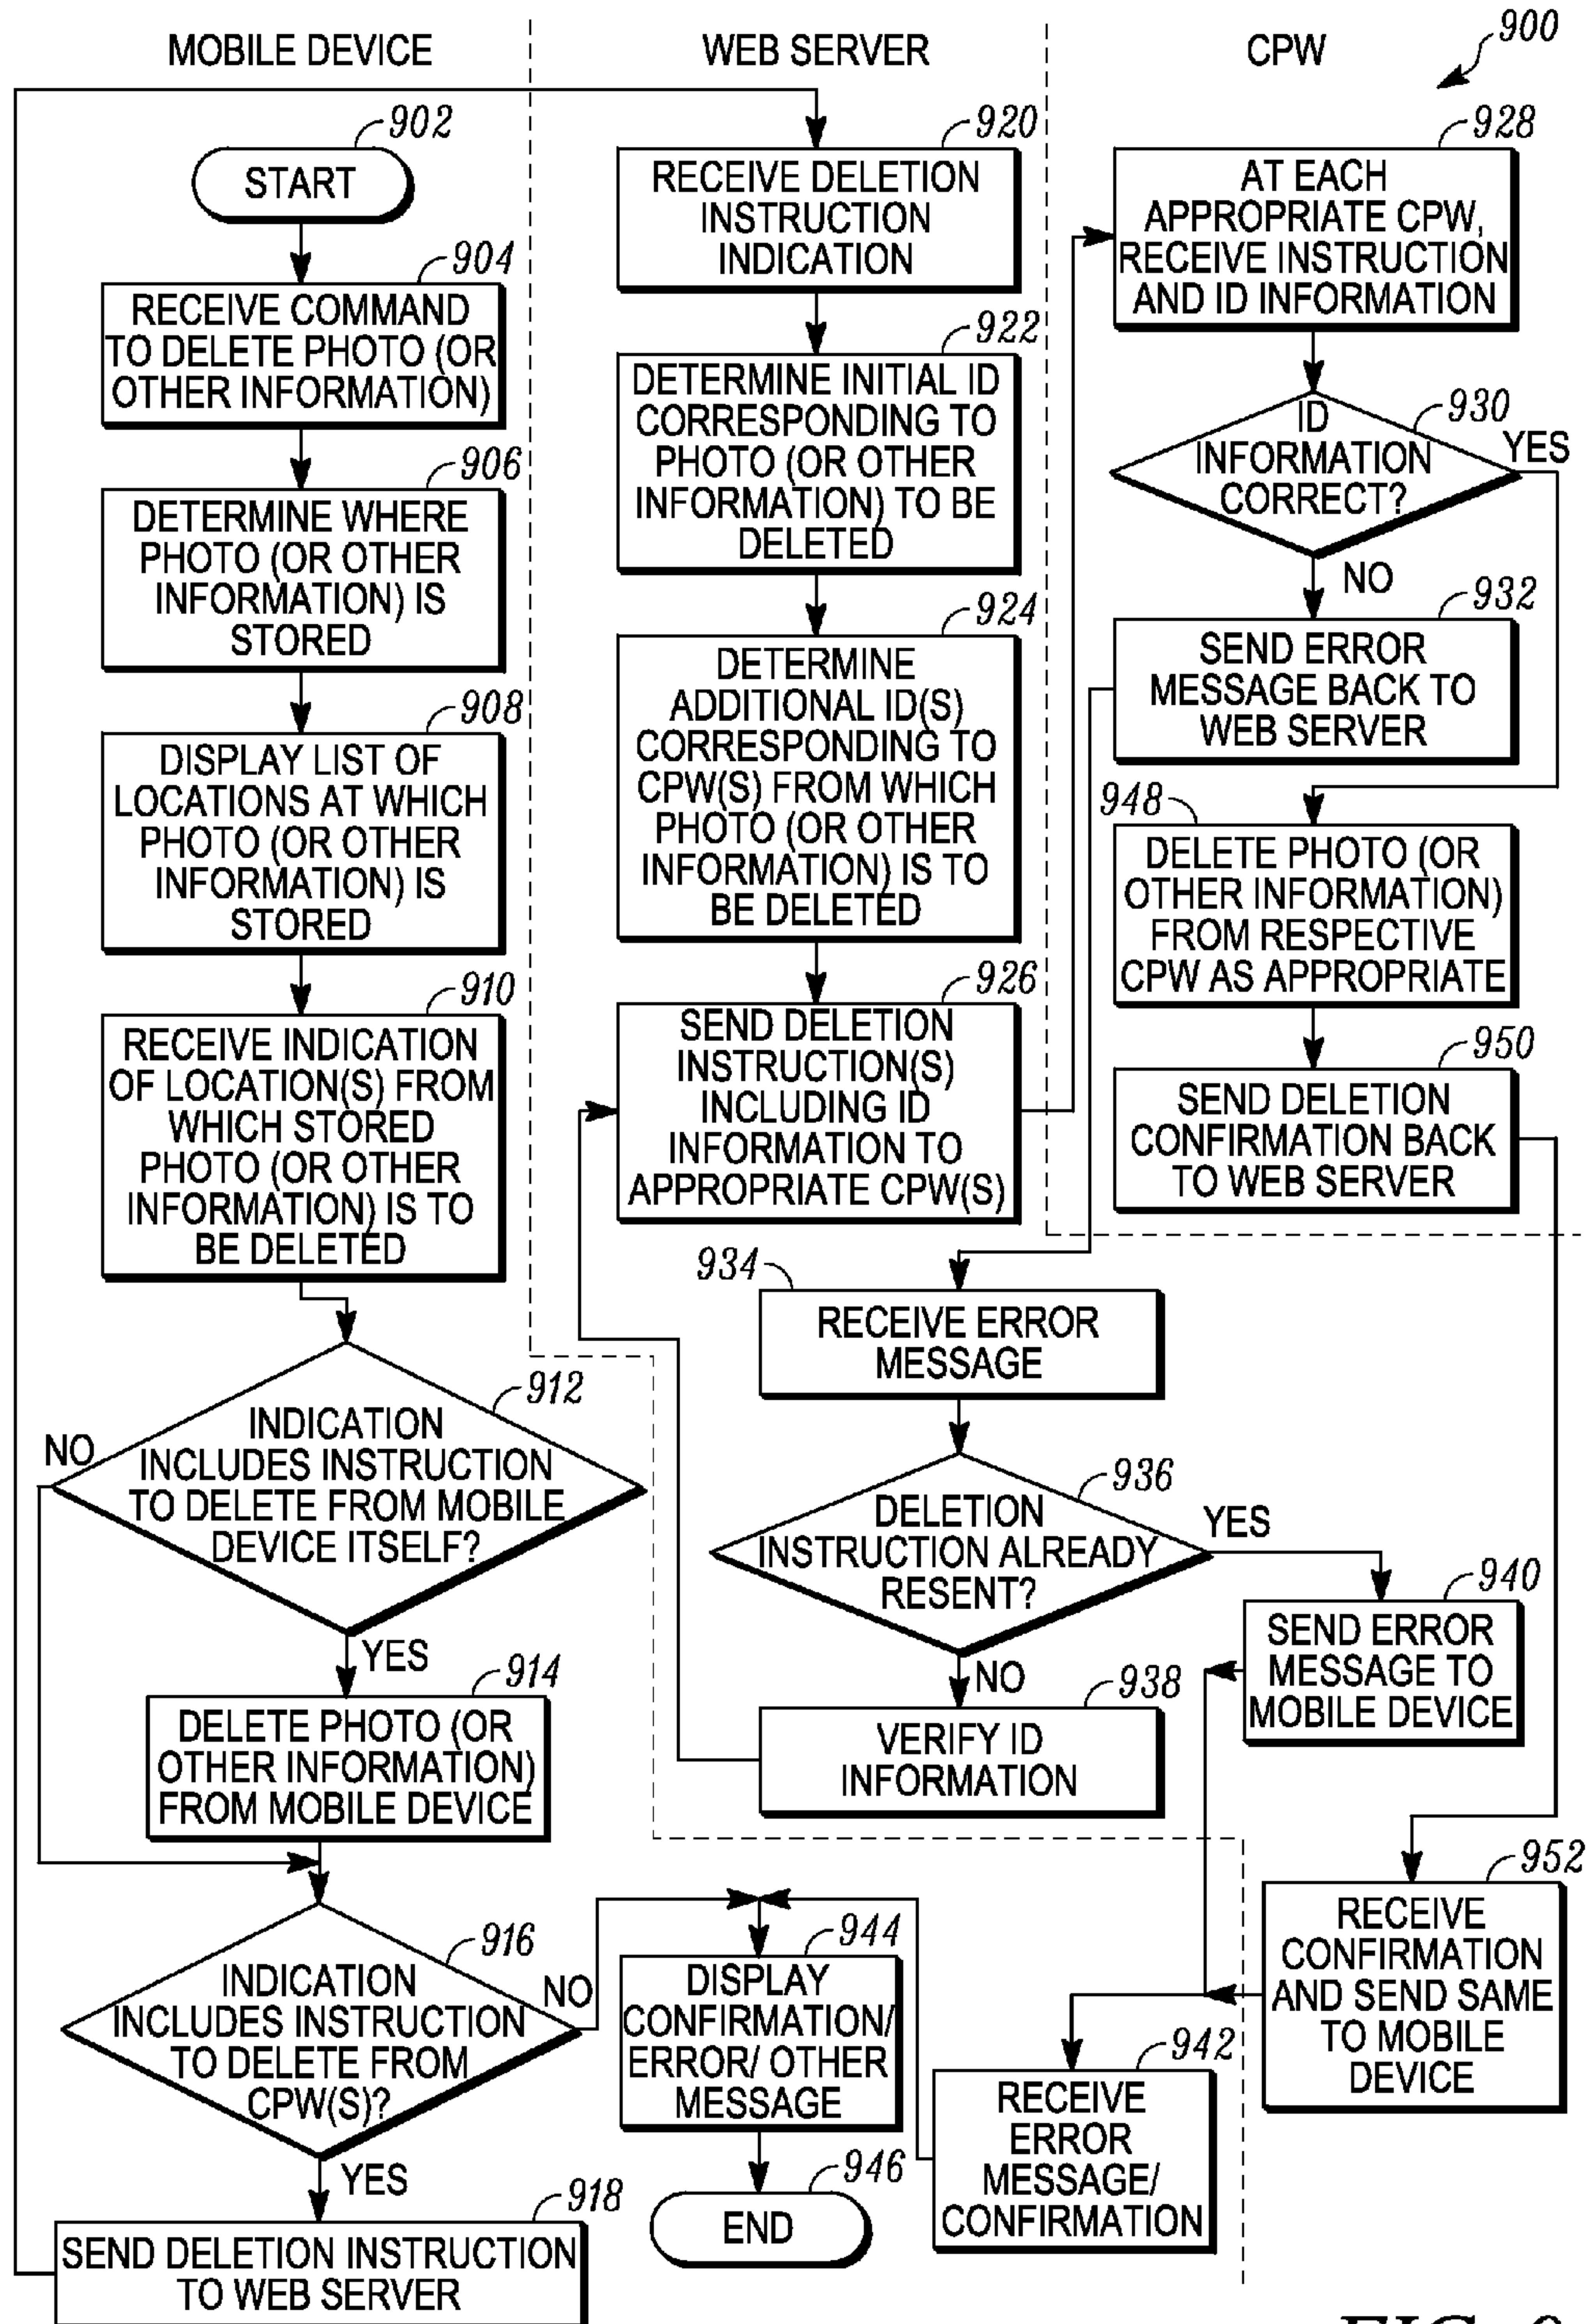 MOBILE DEVICE
WEB SERVER
CPW
900
902
START
904
RECEIVE COMMAND
TO DELETE PHOTO (OR
OTHER INFORMATION)
906
DETERMINE WHERE
PHOTO (OR OTHER
INFORMATION) IS
STORED
908
DISPLAY LIST OF
LOCATIONS AT WHICH
PHOTO (OR OTHER
INFORMATION) IS
STORED
910
RECEIVE INDICATION
OF LOCATION(S) FROM
WHICH STORED
PHOTO (OR OTHER
INFORMATION) IS TO
BE DELETED
912
INDICATION
INCLUDES INSTRUCTION
TO DELETE FROM MOBILE
DEVICE ITSELF?
NO
YES
914
DELETE PHOTO (OR
OTHER INFORMATION)
FROM MOBILE DEVICE
916
INDICATION
INCLUDES INSTRUCTION
TO DELETE FROM
CPW(S)?
NO
YES
918
SEND DELETION INSTRUCTION
TO WEB SERVER
920
RECEIVE DELETION
INSTRUCTION
INDICATION
922
DETERMINE INITIAL ID
CORRESPONDING TO
PHOTO (OR OTHER
INFORMATION) TO BE
DELETED
924
DETERMINE
ADDITIONAL ID(S)
CORRESPONDING TO
CPW(S) FROM WHICH
PHOTO (OR OTHER
INFORMATION) IS TO
BE DELETED
926
SEND DELETION
INSTRUCTION(S)
INCLUDING ID
INFORMATION TO
APPROPRIATE CPW(S)
928
AT EACH
APPROPRIATE CPW,
RECEIVE INSTRUCTION
AND ID INFORMATION
930
ID
INFORMATION
CORRECT?
YES
NO
932
SEND ERROR
MESSAGE BACK TO
WEB SERVER
948
DELETE PHOTO (OR
OTHER INFORMATION)
FROM RESPECTIVE
CPW AS APPROPRIATE
950
SEND DELETION
CONFIRMATION BACK
TO WEB SERVER
934
RECEIVE ERROR
MESSAGE
936
DELETION
INSTRUCTION ALREADY
RESENT?
YES
NO
938
VERIFY ID
INFORMATION
940
SEND ERROR
MESSAGE TO
MOBILE DEVICE
952
RECEIVE
CONFIRMATION
AND SEND SAME
TO MOBILE
DEVICE
942
RECEIVE
ERROR
MESSAGE/
CONFIRMATION
944
DISPLAY
CONFIRMATION/
ERROR/ OTHER
MESSAGE
946
END